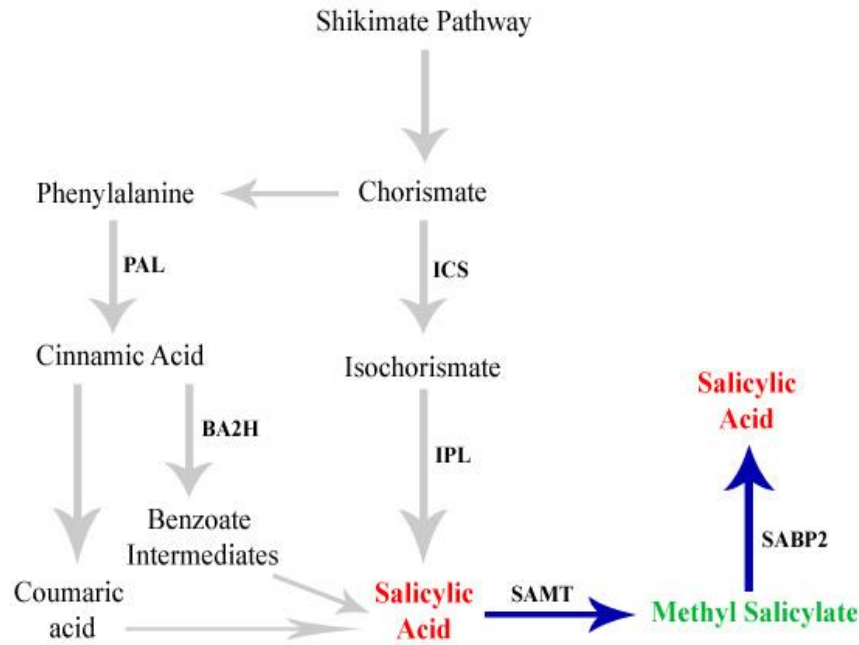 Shikimate Pathway
Phenylalanine
Chorismate
PAL
ICS
Cinnamic Acid
Isochorismate
Salicylic
Acid
BA2H
IPL
Benzoate
Intermediates
SABP2
Coumaric
acid
Salicylic
Acid
SAMT
Methyl Salicylate